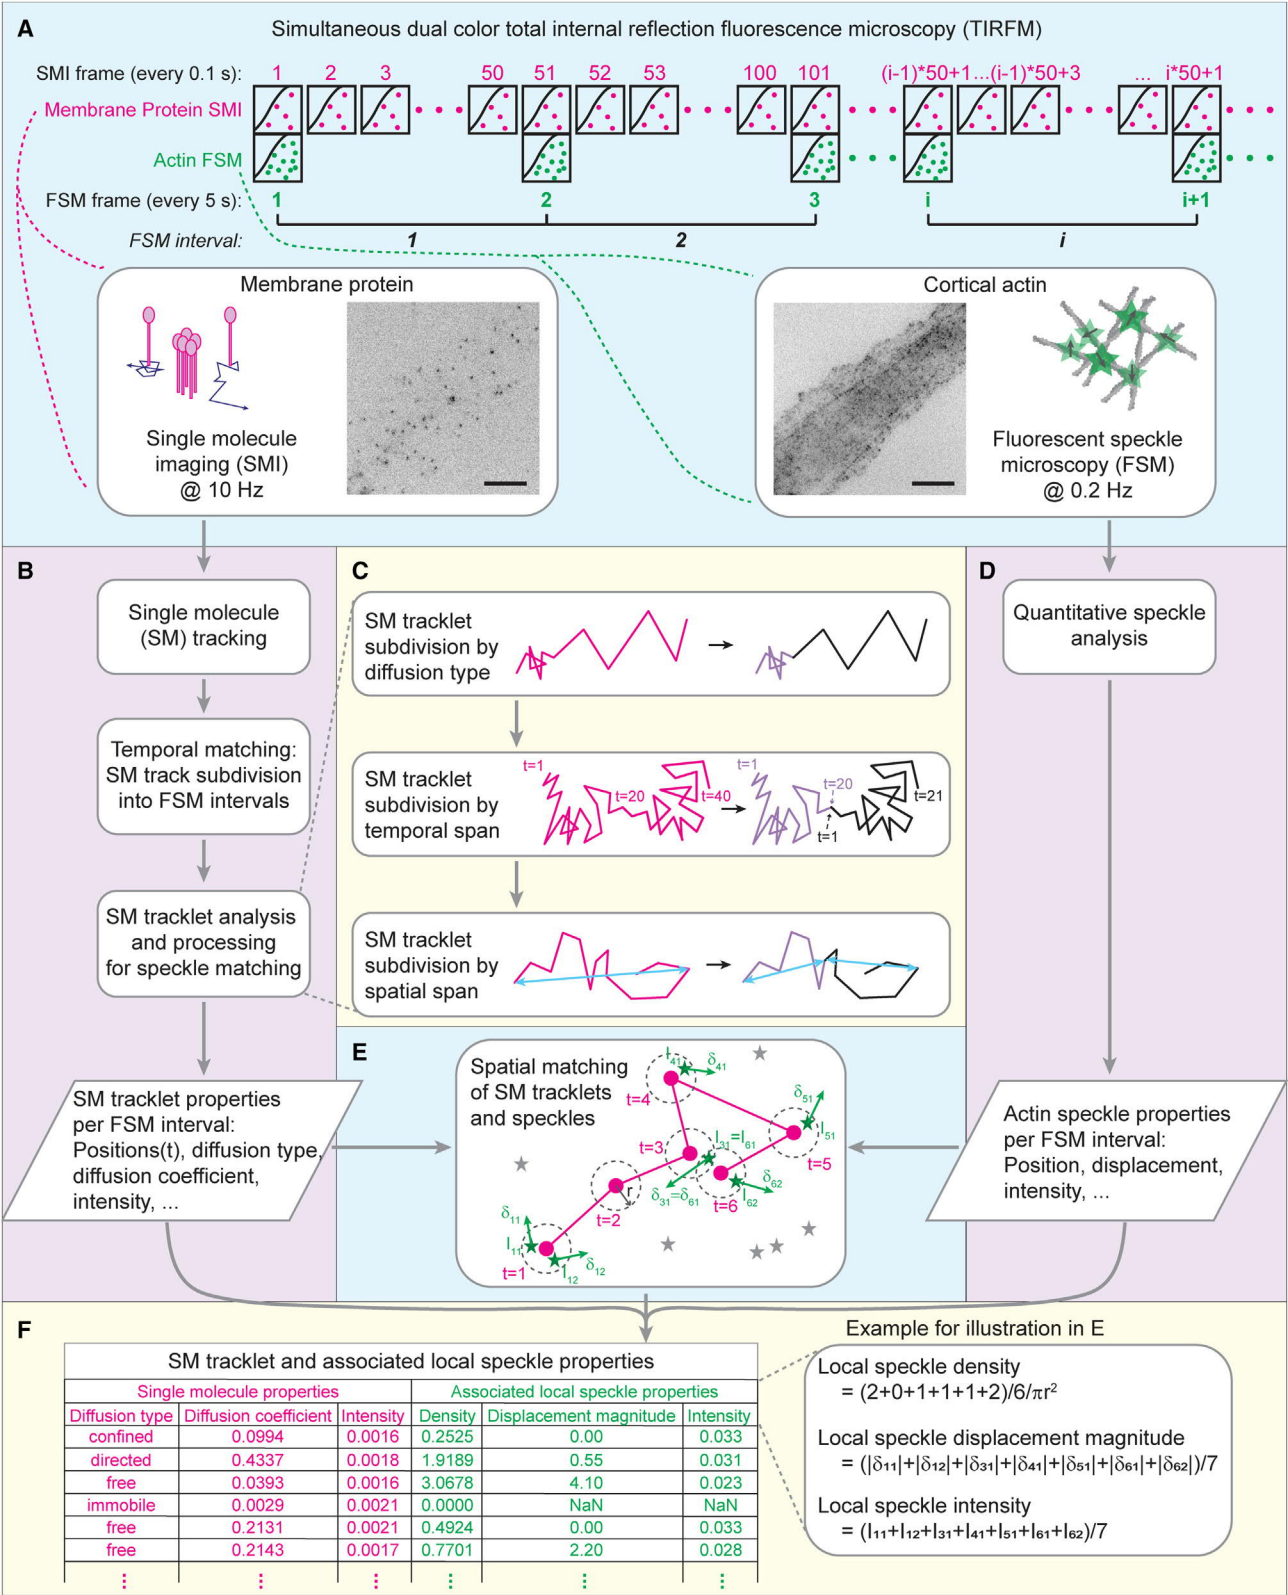 A
Simultaneous dual color total internal reflection fluorescence microscopy (TIRFM)
SMI frame (every 0.1 s): 1 2 3 50 51 52 53 100 101 (i-1)*50+1...(i-1)*50+3 ... i*50+1
Membrane Protein SMI
Actin FSM
FSM frame (every 5 s): 1 2 3 i i+1
FSM interval: 1 2 i
Membrane protein
Single molecule
imaging (SMI)
@ 10 Hz
Cortical actin
Fluorescent speckle
microscopy (FSM)
@ 0.2 Hz
B
Single molecule
(SM) tracking
Temporal matching:
SM track subdivision
into FSM intervals
SM tracklet analysis
and processing
for speckle matching
SM tracklet properties
per FSM interval:
Positions(t), diffusion type,
diffusion coefficient,
intensity, ...
C
SM tracklet
subdivision by
diffusion type
SM tracklet
subdivision by
temporal span
t=1 t=20 t=40 t=1 t=20 t=1 t=21
SM tracklet
subdivision by
spatial span
D
Quantitative speckle
analysis
Actin speckle properties
per FSM interval:
Position, displacement,
intensity, ...
E
Spatial matching
of SM tracklets
and speckles
I₄₁ δ₄₁
t=4
δ₅₁
I₅₁
t=5
t=3
I₃₁=I₆₁
δ₃₁=δ₆₁
δ₆₂
I₆₂
t=6
r
t=2
δ₁₁
I₁₁
t=1
I₁₂
δ₁₂
F
SM tracklet and associated local speckle properties
Single molecule properties Associated local speckle properties
Diffusion type Diffusion coefficient Intensity Density Displacement magnitude Intensity
confined 0.0994 0.0016 0.2525 0.00 0.033
directed 0.4337 0.0018 1.9189 0.55 0.031
free 0.0393 0.0016 3.0678 4.10 0.023
immobile 0.0029 0.0021 0.0000 NaN NaN
free 0.2131 0.0021 0.4924 0.00 0.033
free 0.2143 0.0017 0.7701 2.20 0.028
Example for illustration in E
Local speckle density
= (2+0+1+1+1+2)/6/πr²
Local speckle displacement magnitude
= (|δ₁₁|+|δ₁₂|+|δ₃₁|+|δ₄₁|+|δ₅₁|+|δ₆₁|+|δ₆₂|)/7
Local speckle intensity
= (I₁₁+I₁₂+I₃₁+I₄₁+I₅₁+I₆₁+I₆₂)/7